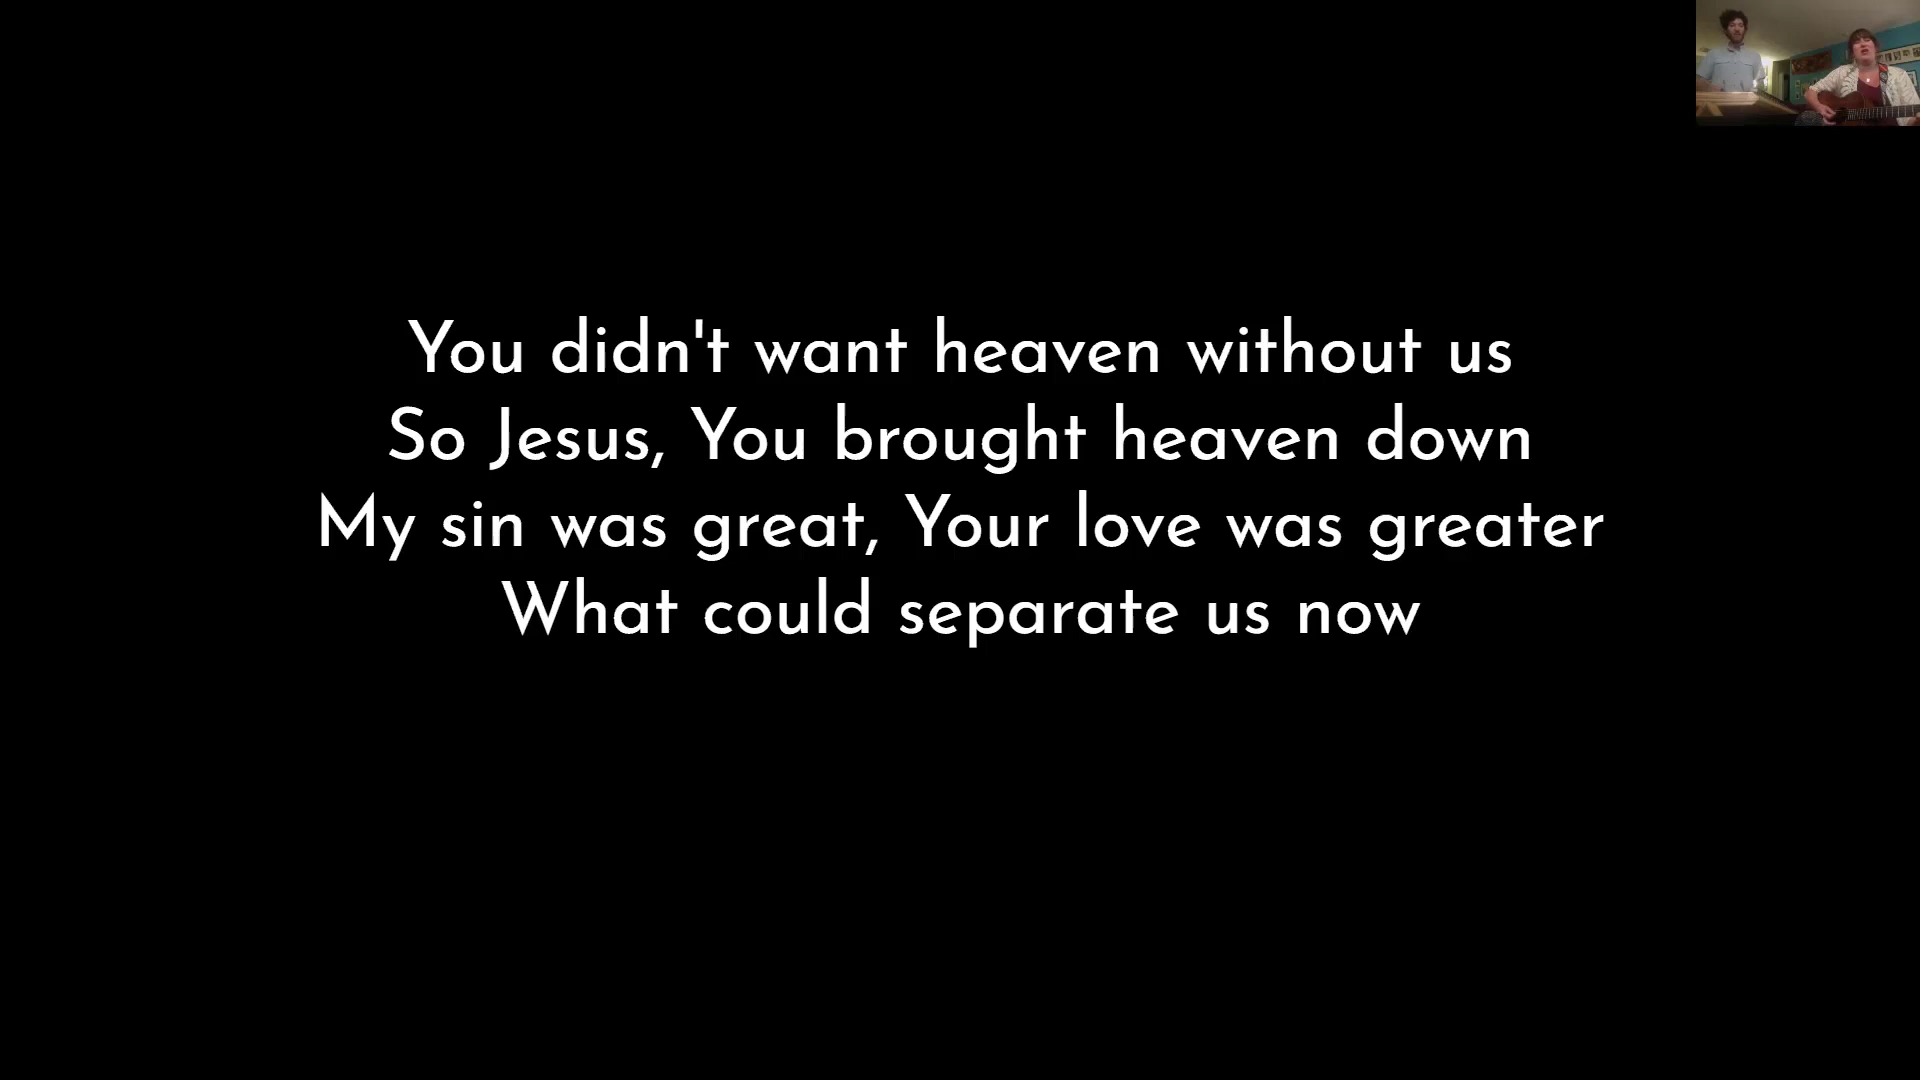 You didn't want heaven without us
So Jesus, You brought heaven down
My sin was great, Your love was greater
What could separate us now